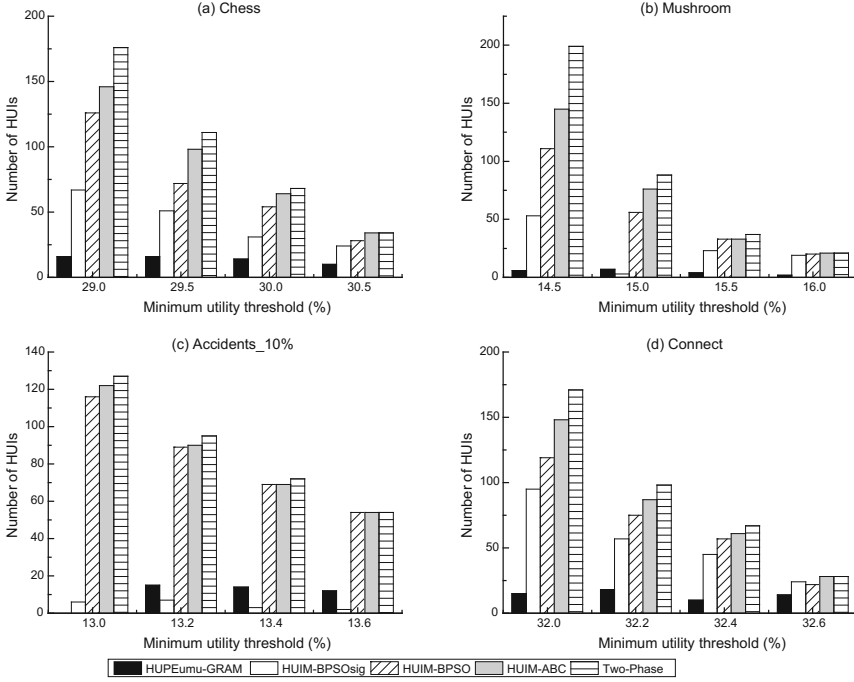 (a) Chess
200
150
100
50
0
Number of HUIs
29.0 29.5 30.0 30.5
Minimum utility threshold (%)
(b) Mushroom
200
150
100
50
0
Number of HUIs
14.5 15.0 15.5 16.0
Minimum utility threshold (%)
(c) Accidents_10%
140
120
100
80
60
40
20
0
Number of HUIs
13.0 13.2 13.4 13.6
Minimum utility threshold (%)
(d) Connect
200
150
100
50
0
Number of HUIs
32.0 32.2 32.4 32.6
Minimum utility threshold (%)
HUPEumu-GRAM HUIM-BPSOsig HUIM-BPSO HUIM-ABC Two-Phase